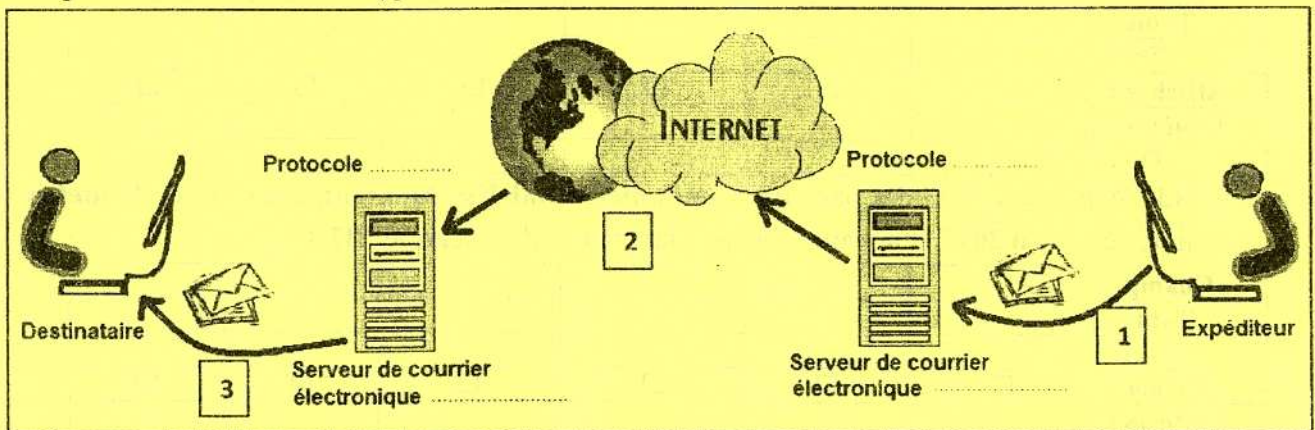 INTERNET
Protocole ....................
Protocole ....................
2
Destinataire
Expéditeur
1
3
Serveur de courrier
électronique ..........................
Serveur de courrier
électronique ..........................